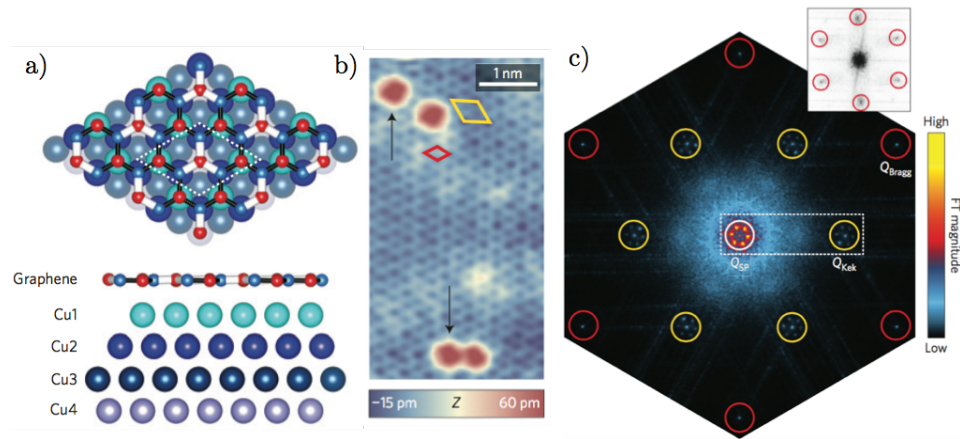 a)
Graphene
Cu1
Cu2
Cu3
Cu4
b)
1 nm
−15 pm Z 60 pm
c)
High
FT magnitude
Low
QBragg
QSP
QKek